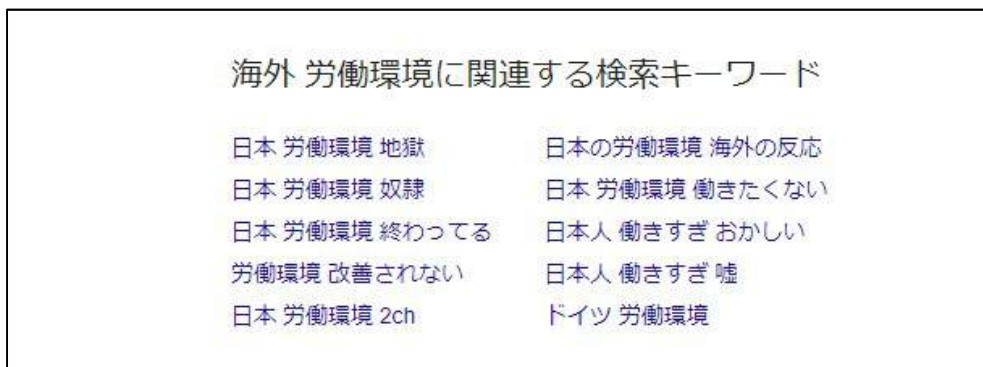 海外 労働環境に関連する検索キーワード
日本 労働環境 地獄
日本の労働環境 海外の反応
日本 労働環境 奴隷
日本 労働環境 働きたくない
日本 労働環境 終わってる
日本人 働きすぎ おかしい
労働環境 改善されない
日本人 働きすぎ 嘘
日本 労働環境 2ch
ドイツ 労働環境